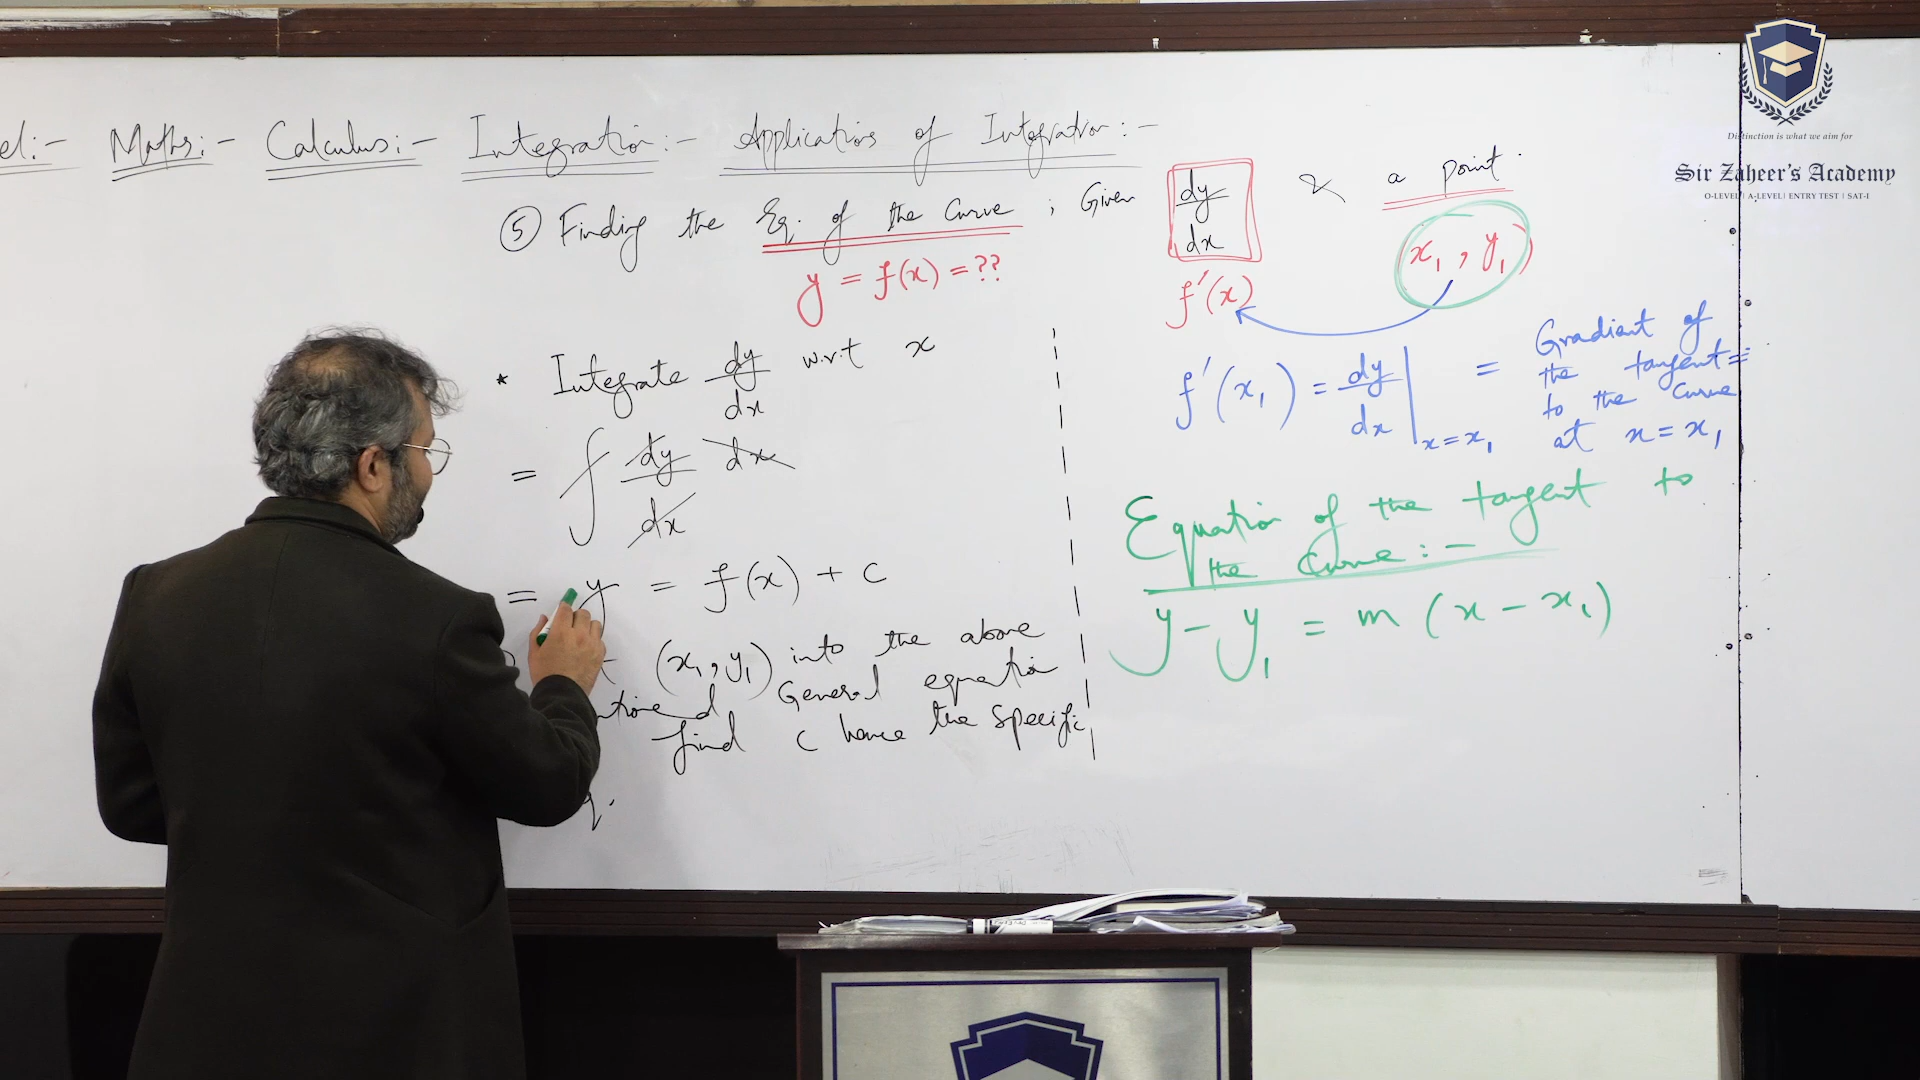 el:- Maths:- Calculus:- Integration:- Applications of Integration:-
⑤ Finding the Eq. of the Curve ; Given dy/dx & a point.
y = f(x) = ??
f'(x)
x₁, y₁)
* Integrate dy/dx w.r.t x
= ∫ dy/dx dx
= y = f(x) + c
(x₁, y₁) into the above
General equation
find c hence the specific
f'(x₁) = dy/dx |x=x₁ = Gradient of
the tangent
to the curve
at x = x₁
Equation of the tangent to
the Curve:-
y - y₁ = m (x - x₁)
Distinction is what we aim for
Sir Zaheer's Academy
O-LEVEL | A-LEVEL | ENTRY TEST | SAT-I